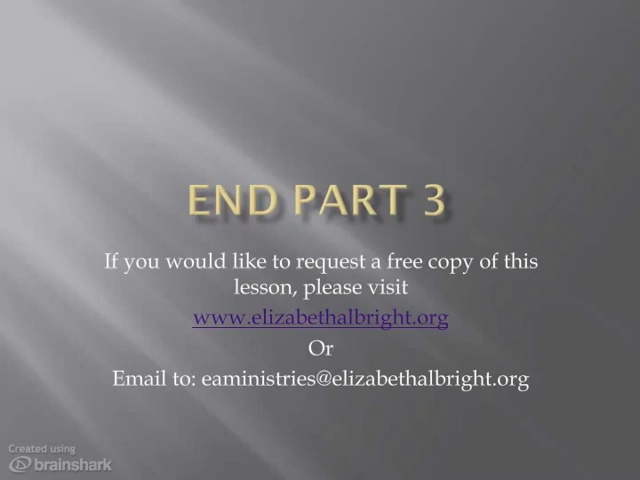 END PART 3
If you would like to request a free copy of this
lesson, please visit
www.elizabethalbright.org
Or
Email to: eaministries@elizabethalbright.org
Created using
brainshark